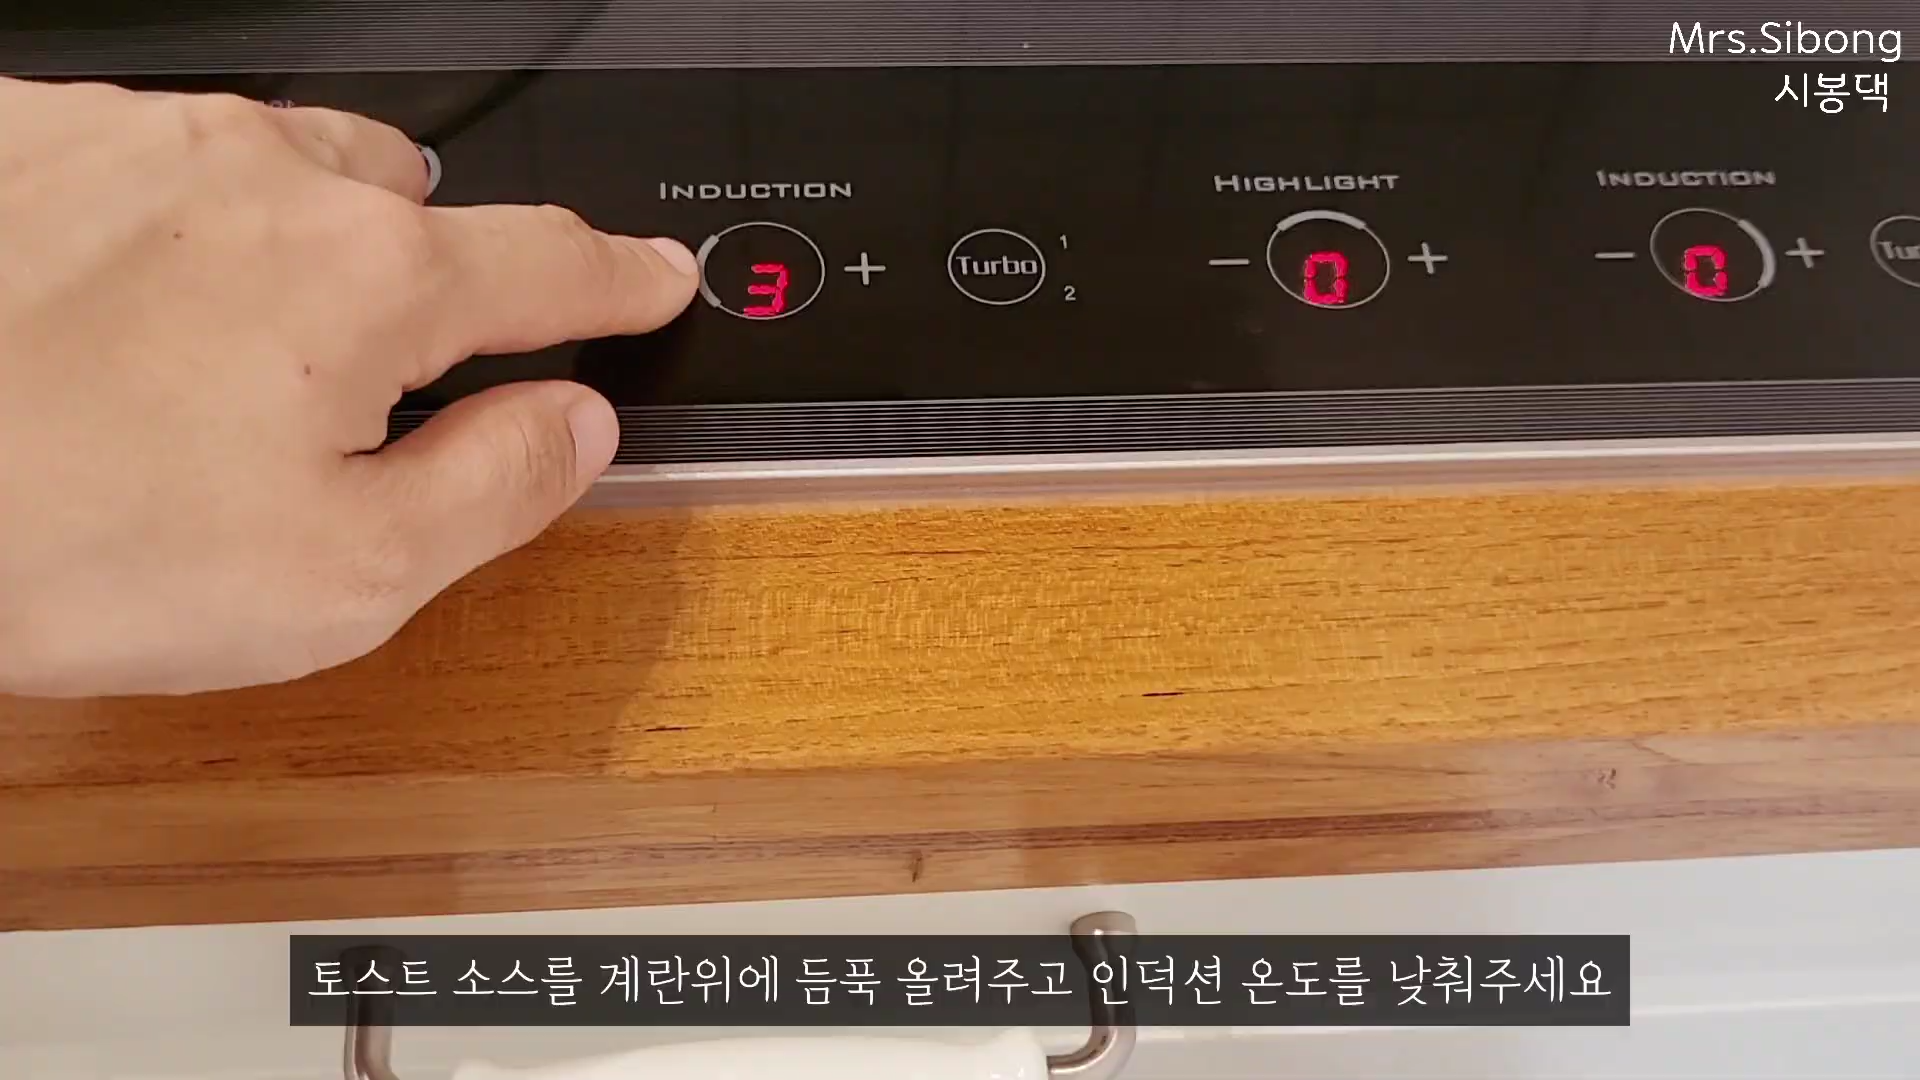 Mrs.Sibong
시봉댁
INDUCTION
HIGHLIGHT
INDUCTION
3 + Turbo 1 2
− 0 +
− 0 +
토스트 소스를 계란위에 듬푹 올려주고 인덕션 온도를 낮춰주세요